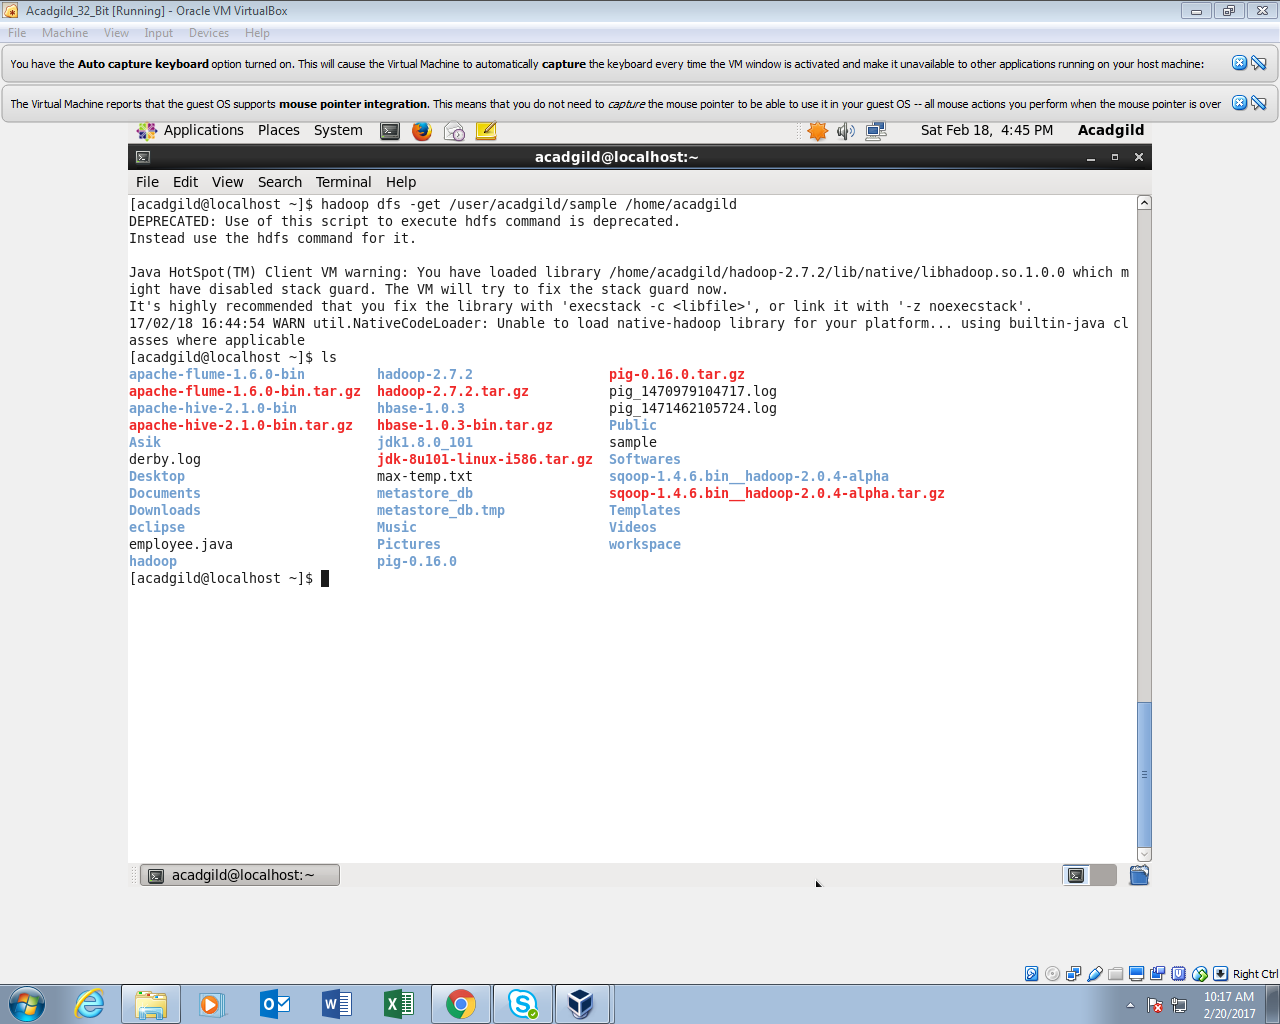 Acadgild_32_Bit [Running] - Oracle VM VirtualBox
File Machine View Input Devices Help
You have the Auto capture keyboard option turned on. This will cause the Virtual Machine to automatically capture the keyboard every time the VM window is activated and make it unavailable to other applications running on your host machine:
The Virtual Machine reports that the guest OS supports mouse pointer integration. This means that you do not need to capture the mouse pointer to be able to use it in your guest OS -- all mouse actions you perform when the mouse pointer is over
Applications Places System Sat Feb 18, 4:45 PM Acadgild
acadgild@localhost:~
File Edit View Search Terminal Help
[acadgild@localhost ~]$ hadoop dfs -get /user/acadgild/sample /home/acadgild
DEPRECATED: Use of this script to execute hdfs command is deprecated.
Instead use the hdfs command for it.
Java HotSpot(TM) Client VM warning: You have loaded library /home/acadgild/hadoop-2.7.2/lib/native/libhadoop.so.1.0.0 which m
ight have disabled stack guard. The VM will try to fix the stack guard now.
It's highly recommended that you fix the library with 'execstack -c <libfile>', or link it with '-z noexecstack'.
17/02/18 16:44:54 WARN util.NativeCodeLoader: Unable to load native-hadoop library for your platform... using builtin-java cl
asses where applicable
[acadgild@localhost ~]$ ls
apache-flume-1.6.0-bin hadoop-2.7.2 pig-0.16.0.tar.gz
apache-flume-1.6.0-bin.tar.gz hadoop-2.7.2.tar.gz pig_1470979104717.log
apache-hive-2.1.0-bin hbase-1.0.3 pig_1471462105724.log
apache-hive-2.1.0-bin.tar.gz hbase-1.0.3-bin.tar.gz Public
Asik jdk1.8.0_101 sample
derby.log jdk-8u101-linux-i586.tar.gz Softwares
Desktop max-temp.txt sqoop-1.4.6.bin__hadoop-2.0.4-alpha
Documents metastore_db sqoop-1.4.6.bin__hadoop-2.0.4-alpha.tar.gz
Downloads metastore_db.tmp Templates
eclipse Music Videos
employee.java Pictures workspace
hadoop pig-0.16.0
[acadgild@localhost ~]$
acadgild@localhost:~
Right Ctrl
10:17 AM
2/20/2017